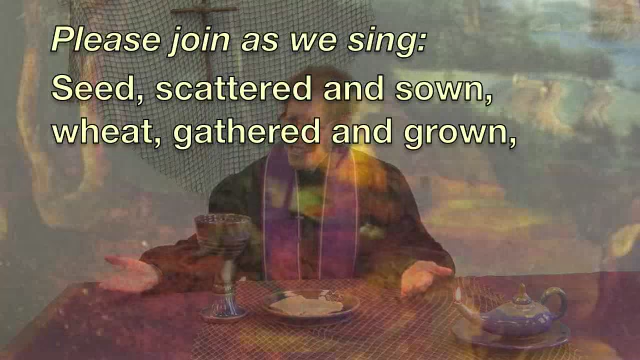 Please join as we sing:
Seed, scattered and sown,
wheat, gathered and grown,